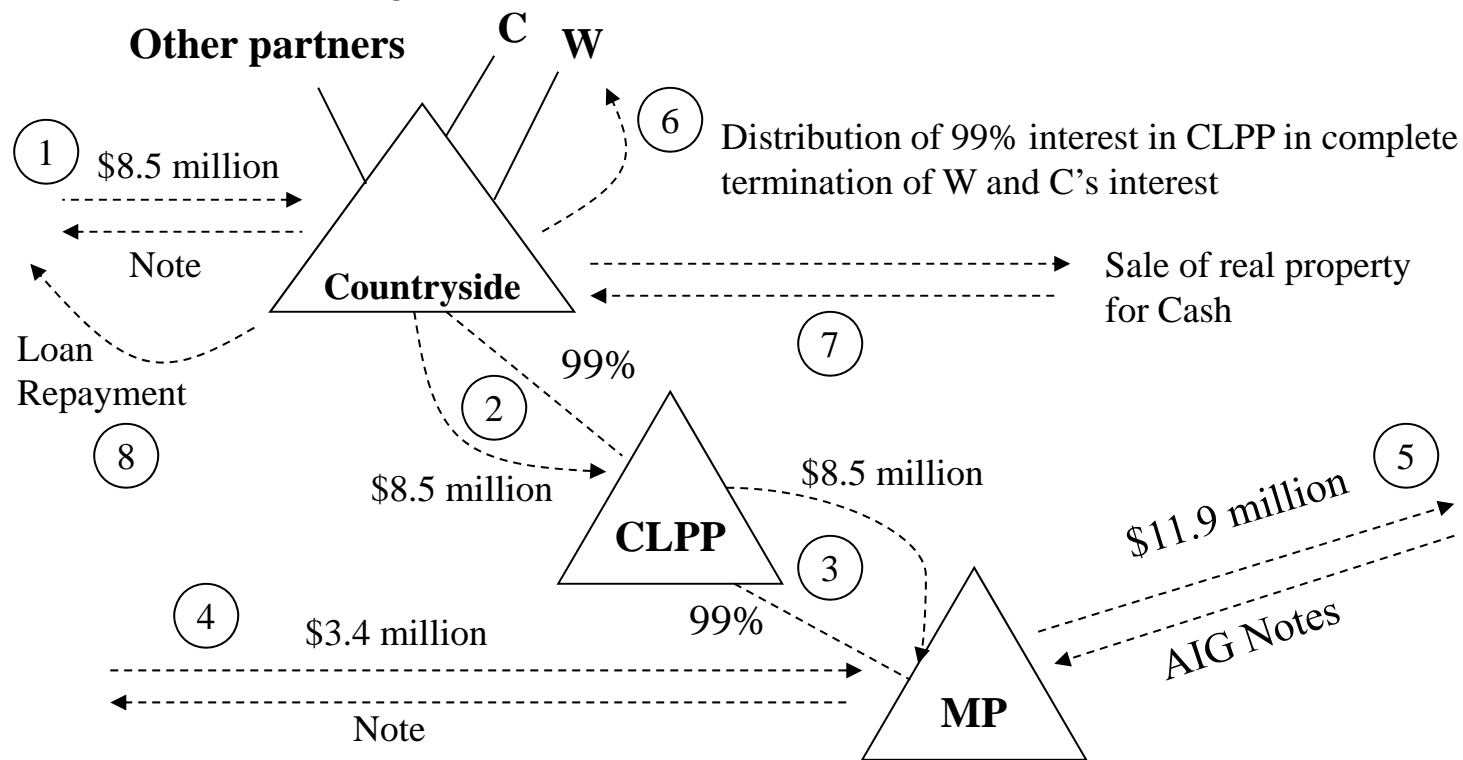 Other partners
C
W
1
$8.5 million
Note
Countryside
6
Distribution of 99% interest in CLPP in complete
termination of W and C’s interest
Sale of real property
for Cash
7
Loan
Repayment
8
99%
2
$8.5 million
CLPP
$8.5 million
3
99%
5
$11.9 million
AIG Notes
4
$3.4 million
Note
MP